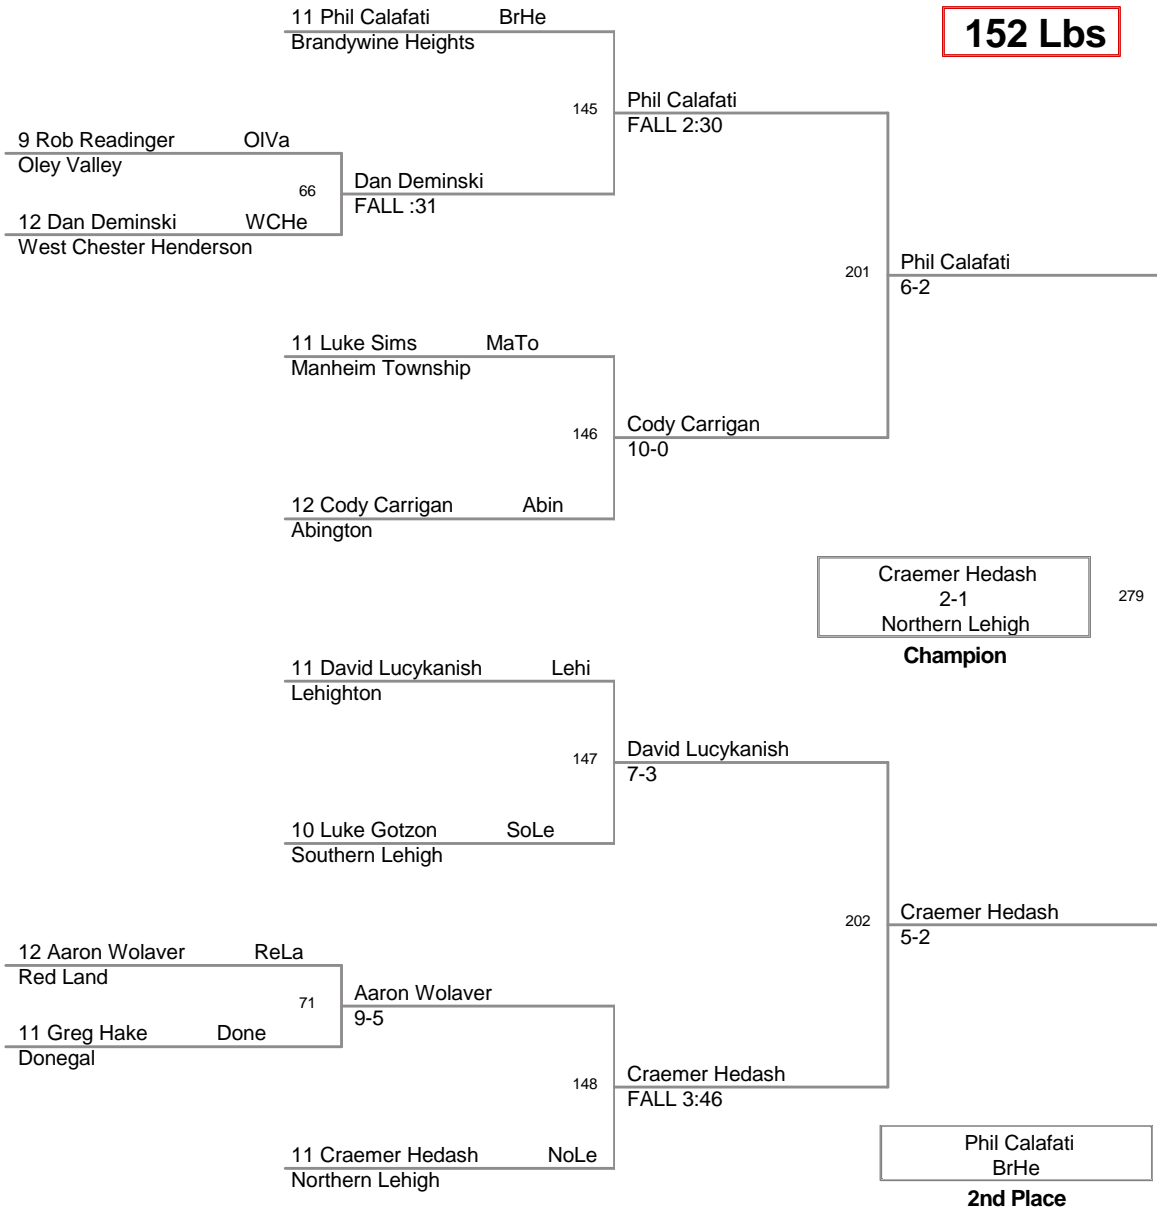 152 Lbs
11 Phil Calafati BrHe
Brandywine Heights
145
Phil Calafati
FALL 2:30
9 Rob Readinger OlVa
Oley Valley
66
Dan Deminski
FALL :31
12 Dan Deminski WCHe
West Chester Henderson
201
Phil Calafati
6-2
11 Luke Sims MaTo
Manheim Township
146
Cody Carrigan
10-0
12 Cody Carrigan Abin
Abington
Craemer Hedash
2-1
Northern Lehigh
279
Champion
11 David Lucykanish Lehi
Lehighton
147
David Lucykanish
7-3
10 Luke Gotzon SoLe
Southern Lehigh
202
Craemer Hedash
5-2
12 Aaron Wolaver ReLa
Red Land
71
Aaron Wolaver
9-5
11 Greg Hake Done
Donegal
148
Craemer Hedash
FALL 3:46
11 Craemer Hedash NoLe
Northern Lehigh
Phil Calafati
BrHe
2nd Place